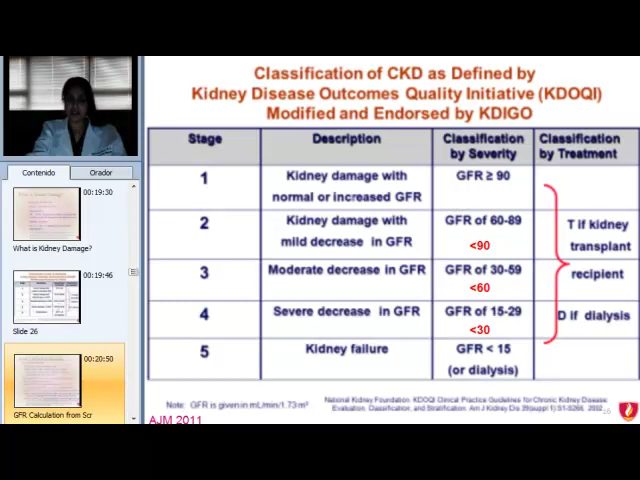 Classification of CKD as Defined by
Kidney Disease Outcomes Quality Initiative (KDOQI)
Modified and Endorsed by KDIGO
Stage Description Classification by Severity Classification by Treatment
1 Kidney damage with normal or increased GFR GFR ≥ 90
2 Kidney damage with mild decrease in GFR GFR of 60-89 <90
3 Moderate decrease in GFR GFR of 30-59 <60
4 Severe decrease in GFR GFR of 15-29 <30
5 Kidney failure GFR < 15 (or dialysis)
T if kidney
transplant
recipient
D if dialysis
Note: GFR is given in mL/min/1.73 m²
National Kidney Foundation. KDOQI Clinical Practice Guidelines for Chronic Kidney Disease:
Evaluation, Classification, and Stratification. Am J Kidney Dis 39(suppl 1):S1-S266, 2002
AJM 2011
Contenido Orador
00:19:30
What is Kidney Damage?
00:19:46
Slide 26
00:20:50
GFR Calculation from Scr